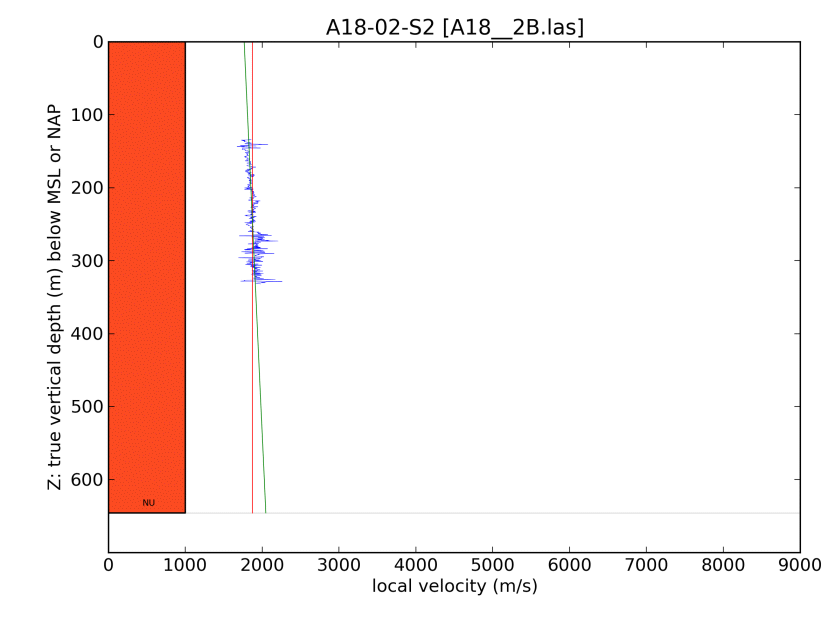 A18-02-S2 [A18__2B.las]
0
100
200
300
400
500
600
Z: true vertical depth (m) below MSL or NAP
NU
0 1000 2000 3000 4000 5000 6000 7000 8000 9000
local velocity (m/s)